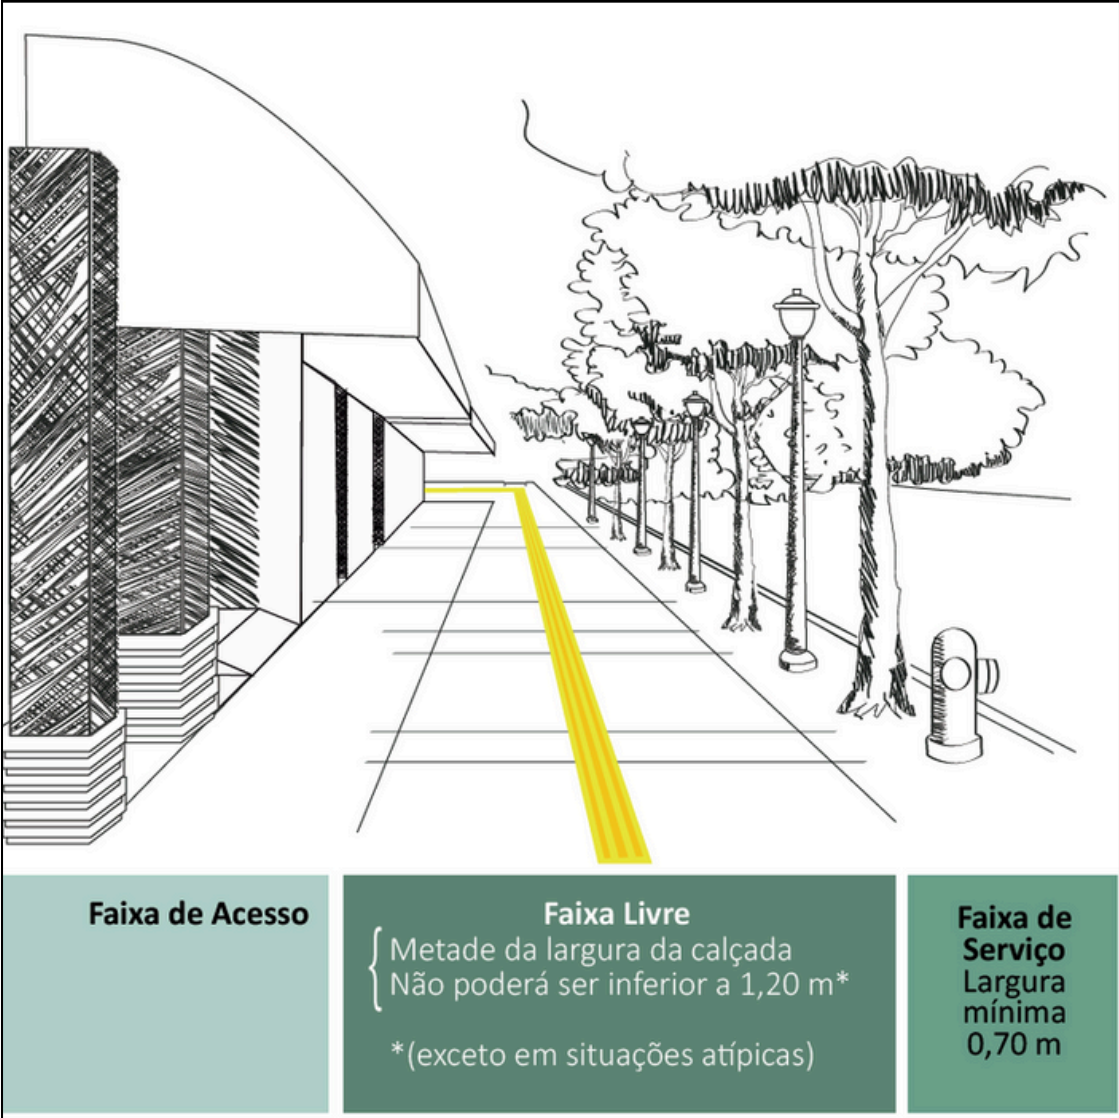 Faixa de Acesso
Faixa Livre
Metade da largura da calçada
Não poderá ser inferior a 1,20 m*
*(exceto em situações atípicas)
Faixa de
Serviço
Largura
mínima
0,70 m